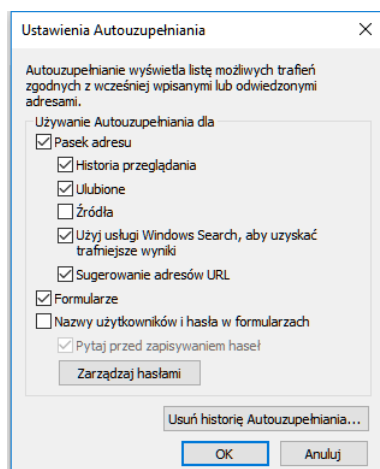 Ustawienia Autouzupełniania
Autouzupełnianie wyświetla listę możliwych trafień
zgodnych z wcześniej wpisanymi lub odwiedzonymi
adresami.
Używanie Autouzupełniania dla
Pasek adresu
Historia przeglądania
Ulubione
Źródła
Użyj usługi Windows Search, aby uzyskać
trafniejsze wyniki
Sugerowanie adresów URL
Formularze
Nazwy użytkowników i hasła w formularzach
Pytaj przed zapisywaniem haseł
Zarządzaj hasłami
Usuń historię Autouzupełniania...
OK
Anuluj